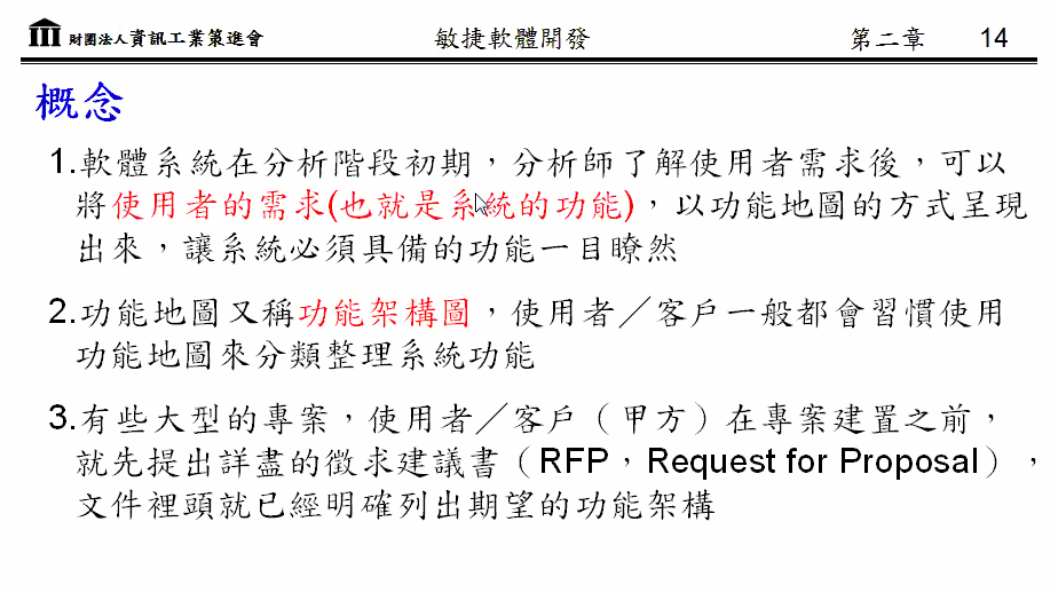 財團法人資訊工業策進會 敏捷軟體開發 第二章 14
概念
1.軟體系統在分析階段初期，分析師了解使用者需求後，可以
將使用者的需求(也就是系統的功能)，以功能地圖的方式呈現
出來，讓系統必須具備的功能一目瞭然
2.功能地圖又稱功能架構圖，使用者／客戶一般都會習慣使用
功能地圖來分類整理系統功能
3.有些大型的專案，使用者／客戶（甲方）在專案建置之前，
就先提出詳盡的徵求建議書（RFP，Request for Proposal），
文件裡頭就已經明確列出期望的功能架構